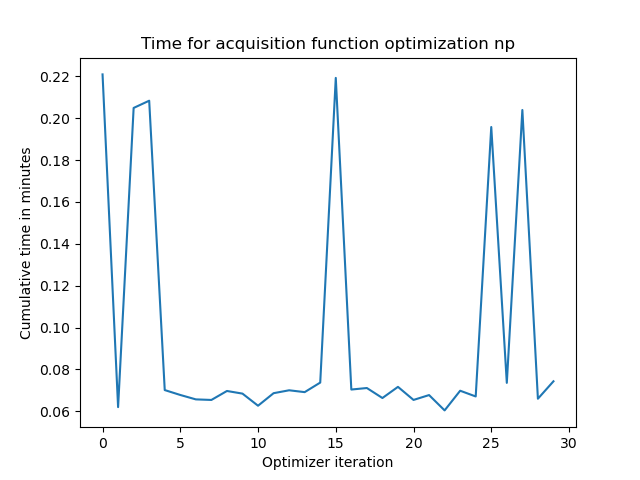 Time for acquisition function optimization np
Cumulative time in minutes
0.22
0.20
0.18
0.16
0.14
0.12
0.10
0.08
0.06
0 5 10 15 20 25 30
Optimizer iteration